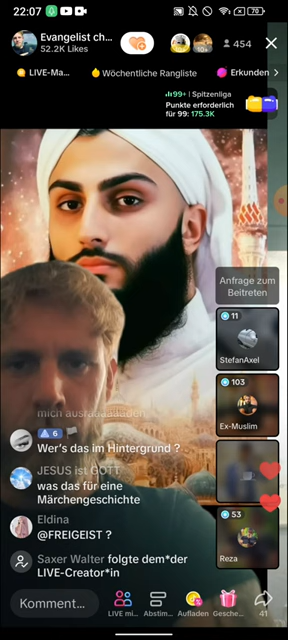 22:07
70
Evangelist ch...
52.2K Likes
10+
454
LIVE-Ma...
Wöchentliche Rangliste
Erkunden
99+ | Spitzenliga
Punkte erforderlich
für 99: 175.3K
Anfrage zum
Beitreten
11
StefanAxel
103
Ex-Muslim
53
Reza
6
Wer's das im Hintergrund ?
JESUS ist GOTT
was das für eine
Märchengeschichte
Eldina
@FREIGEIST ?
Saxer Walter folgte dem*der
LIVE-Creator*in
Komment...
LIVE mi...
Abstim...
Aufladen
Gesche...
41